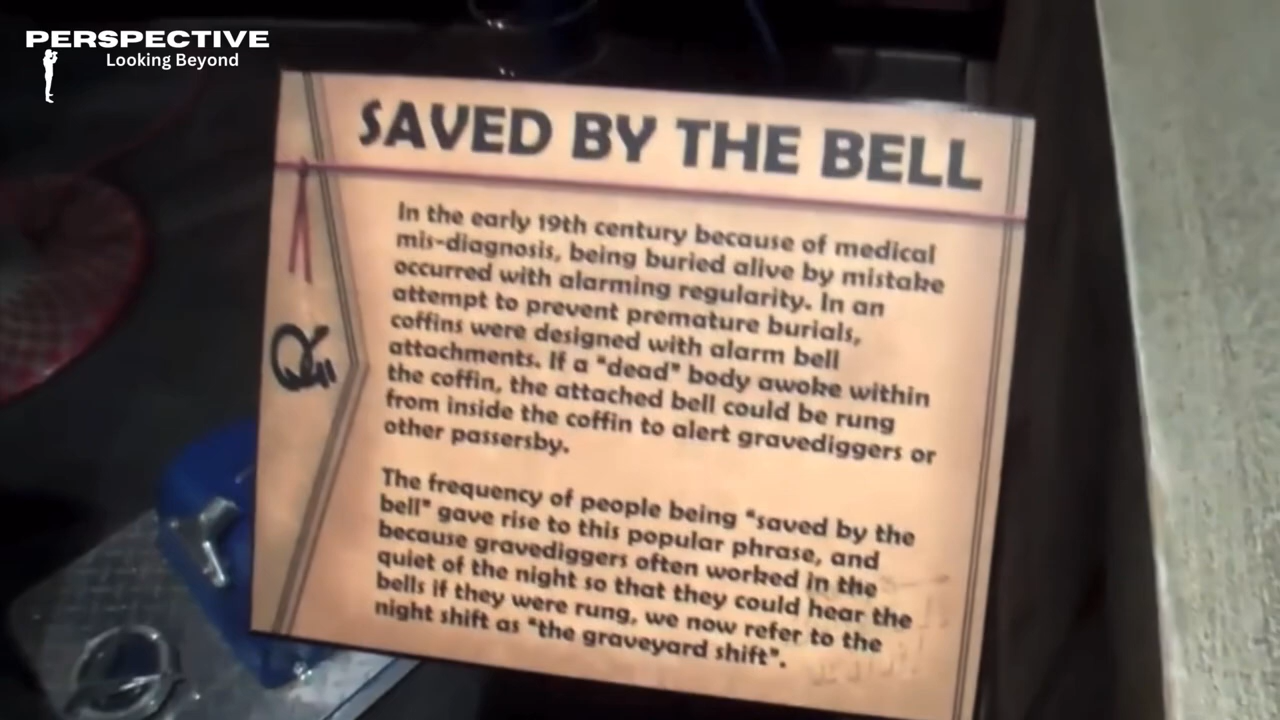 PERSPECTIVE
Looking Beyond
SAVED BY THE BELL
In the early 19th century because of medical
mis-diagnosis, being buried alive by mistake
occurred with alarming regularity. In an
attempt to prevent premature burials,
coffins were designed with alarm bell
attachments. If a "dead" body awoke within
the coffin, the attached bell could be rung
from inside the coffin to alert gravediggers or
other passersby.
The frequency of people being "saved by the
bell" gave rise to this popular phrase, and
because gravediggers often worked in the
quiet of the night so that they could hear the
bells if they were rung, we now refer to the
night shift as "the graveyard shift".